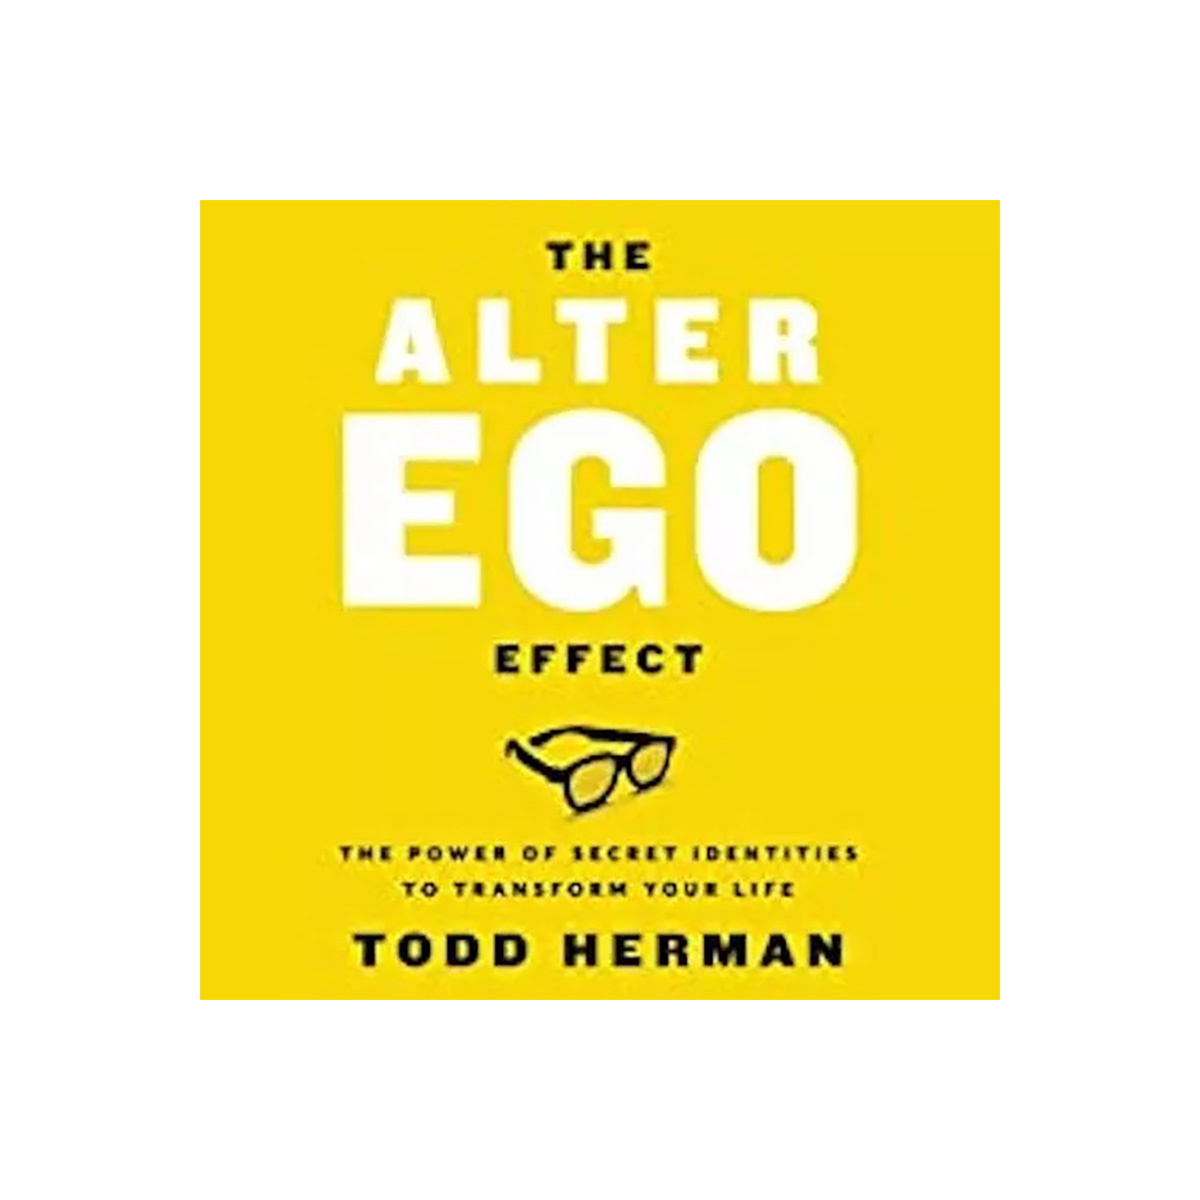 THE
ALTER
EGO
EFFECT
THE POWER OF SECRET IDENTITIES
TO TRANSFORM YOUR LIFE
TODD HERMAN